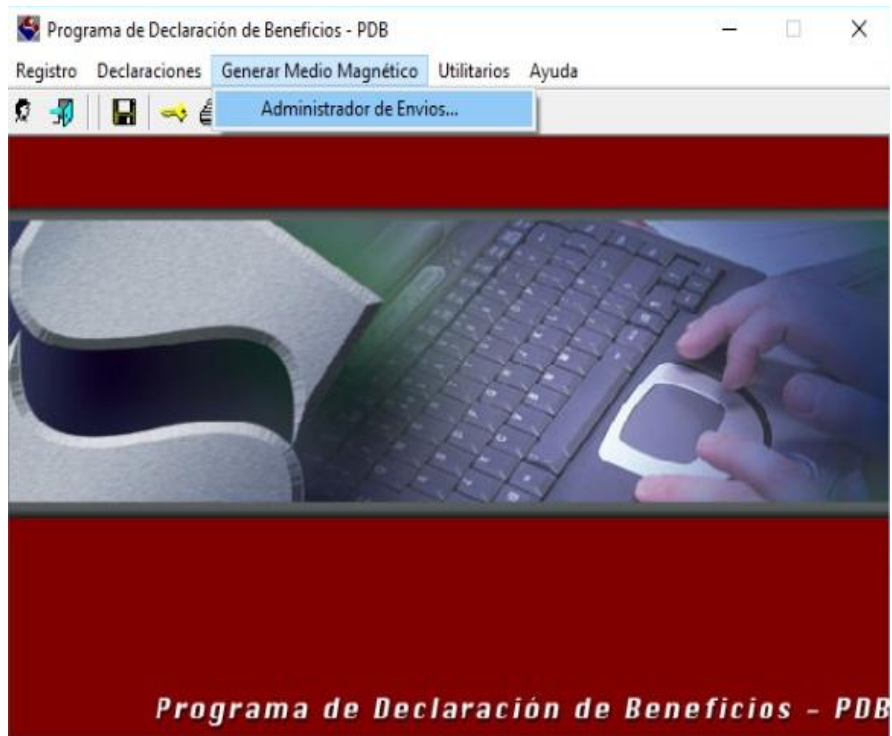 Programa de Declaración de Beneficios - PDB
Registro Declaraciones Generar Medio Magnético Utilitarios Ayuda
Administrador de Envios...
Programa de Declaración de Beneficios - PDB